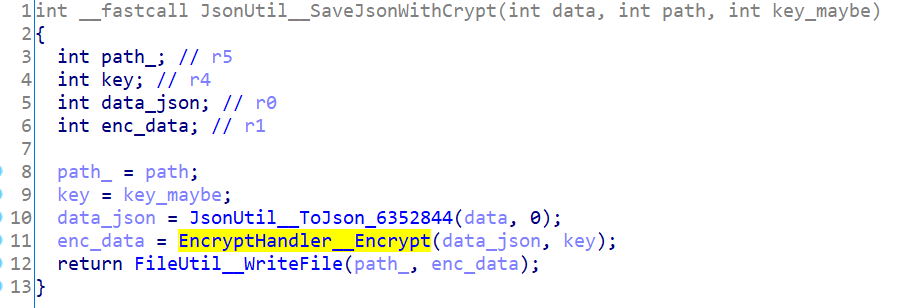 1 int __fastcall JsonUtil__SaveJsonWithCrypt(int data, int path, int key_maybe)
2 {
3   int path_; // r5
4   int key; // r4
5   int data_json; // r0
6   int enc_data; // r1
7
8   path_ = path;
9   key = key_maybe;
10   data_json = JsonUtil__ToJson_6352844(data, 0);
11   enc_data = EncryptHandler__Encrypt(data_json, key);
12   return FileUtil__WriteFile(path_, enc_data);
13 }